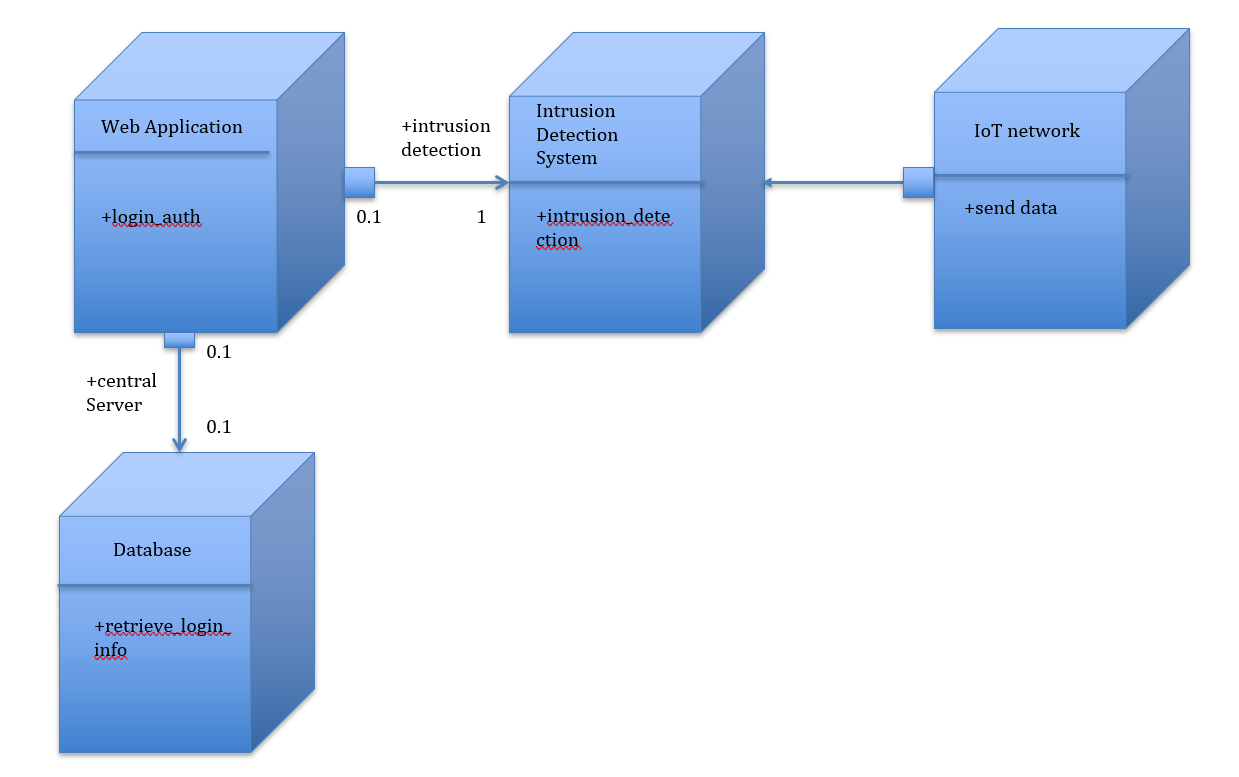 Web Application
+login_auth
+intrusion
detection
0.1
1
Intrusion
Detection
System
+intrusion_dete
ction
IoT network
+send data
0.1
+central
Server
0.1
Database
+retrieve_login_
info